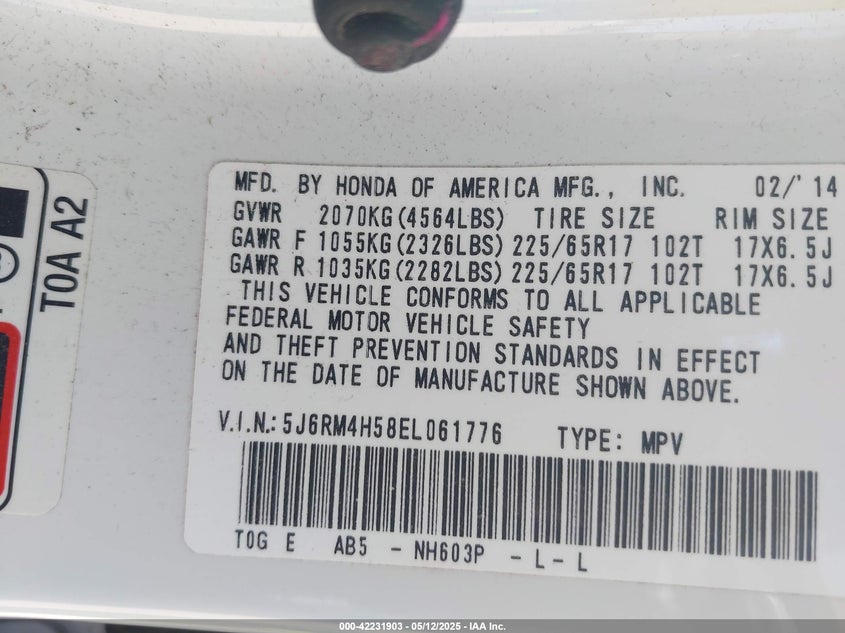 MFD. BY HONDA OF AMERICA MFG., INC. 02/'14
GVWR 2070KG(4564LBS) TIRE SIZE RIM SIZE
GAWR F 1055KG(2326LBS) 225/65R17 102T 17X6.5J
GAWR R 1035KG(2282LBS) 225/65R17 102T 17X6.5J
THIS VEHICLE CONFORMS TO ALL APPLICABLE
FEDERAL MOTOR VEHICLE SAFETY
AND THEFT PREVENTION STANDARDS IN EFFECT
ON THE DATE OF MANUFACTURE SHOWN ABOVE.
V.I.N.: 5J6RM4H58EL061776 TYPE: MPV
T0G E AB5 - NH603P - L - L
T0A A2
000-42231903 - 05/12/2025 - IAA Inc.